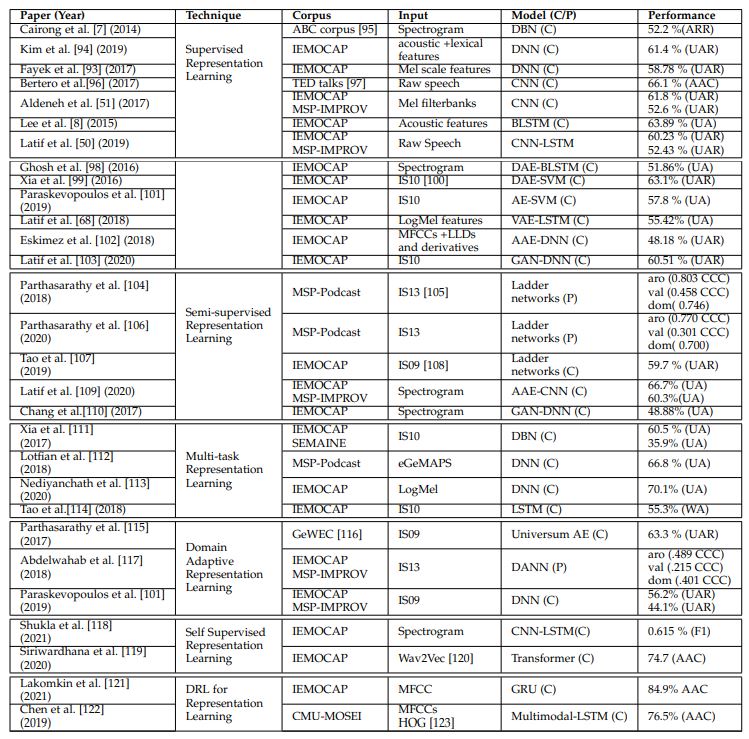 Paper (Year) Technique Corpus Input Model (C/P) Performance
Cairong et al. [7] (2014) Supervised Representation Learning ABC corpus [95] Spectrogram DBN (C) 52.2 %(ARR)
Kim et al. [94] (2019) IEMOCAP acoustic +lexical features DNN (C) 61.4 % (UAR)
Fayek et al. [93] (2017) IEMOCAP Mel scale features DNN (C) 58.78 % (UAR)
Bertero et al.[96] (2017) TED talks [97] Raw speech CNN (C) 66.1 % (AAC)
Aldeneh et al. [51] (2017) IEMOCAP MSP-IMPROV Mel filterbanks CNN (C) 61.8 % (UAR) 52.6 % (UAR)
Lee et al. [8] (2015) IEMOCAP Acoustic features BLSTM (C) 63.89 % (UA)
Latif et al. [50] (2019) IEMOCAP MSP-IMPROV Raw Speech CNN-LSTM 60.23 % (UAR) 52.43 % (UAR)
Ghosh et al. [98] (2016) IEMOCAP Spectrogram DAE-BLSTM (C) 51.86% (UA)
Xia et al. [99] (2016) IEMOCAP IS10 [100] DAE-SVM (C) 63.1% (UAR)
Paraskevopoulos et al. [101] (2019) IEMOCAP IS10 AE-SVM (C) 57.8 % (UA)
Latif et al. [68] (2018) IEMOCAP LogMel features VAE-LSTM (C) 55.42% (UA)
Eskimez et al. [102] (2018) IEMOCAP MFCCs +LLDs and derivatives AAE-DNN (C) 48.18 % (UAR)
Latif et al. [103] (2020) IEMOCAP IS10 GAN-DNN (C) 60.51 % (UAR)
Parthasarathy et al. [104] (2018) Semi-supervised Representation Learning MSP-Podcast IS13 [105] Ladder networks (P) aro (0.803 CCC) val (0.458 CCC) dom( 0.746)
Parthasarathy et al. [106] (2020) MSP-Podcast IS13 Ladder networks (P) aro (0.770 CCC) val (0.301 CCC) dom( 0.700)
Tao et al. [107] (2019) IEMOCAP IS09 [108] Ladder networks (C) 59.7 % (UAR)
Latif et al. [109] (2020) IEMOCAP MSP-IMPROV Spectrogram AAE-CNN (C) 66.7% (UA) 60.3%(UA)
Chang et al.[110] (2017) IEMOCAP Spectrogram GAN-DNN (C) 48.88% (UA)
Xia et al. [111] (2017) Multi-task Representation Learning IEMOCAP SEMAINE IS10 DBN (C) 60.5 % (UA) 35.9% (UA)
Lotfian et al. [112] (2018) MSP-Podcast eGeMAPS DNN (C) 66.8 % (UA)
Nediyanchath et al. [113] (2020) IEMOCAP LogMel DNN (C) 70.1% (UA)
Tao et al.[114] (2018) IEMOCAP IS10 LSTM (C) 55.3% (WA)
Parthasarathy et al. [115] (2017) Domain Adaptive Representation Learning GeWEC [116] IS09 Universum AE (C) 63.3 % (UAR)
Abdelwahab et al. [117] (2018) IEMOCAP MSP-IMPROV IS13 DANN (P) aro (.489 CCC) val (.215 CCC) dom (.401 CCC)
Paraskevopoulos et al. [101] (2019) IEMOCAP MSP-IMPROV IS09 DNN (C) 56.2% (UAR) 44.1% (UAR)
Shukla et al. [118] (2021) Self Supervised Representation Learning IEMOCAP Spectrogram CNN-LSTM(C) 0.615 % (F1)
Siriwardhana et al. [119] (2020) IEMOCAP Wav2Vec [120] Transformer (C) 74.7 (AAC)
Lakomkin et al. [121] (2021) DRL for Representation Learning IEMOCAP MFCC GRU (C) 84.9% AAC
Chen et al. [122] (2019) CMU-MOSEI MFCCs HOG [123] Multimodal-LSTM (C) 76.5% (AAC)